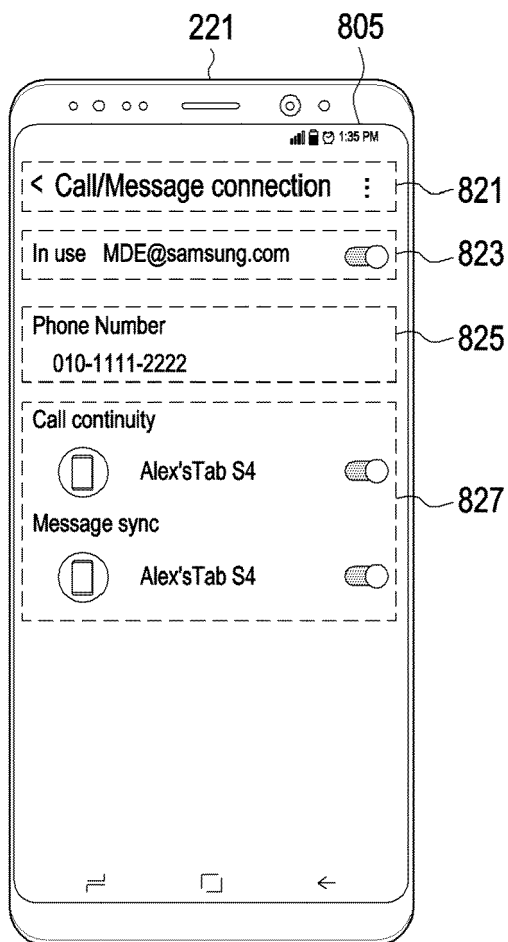 221
805
1:35 PM
< Call/Message connection
821
In use MDE@samsung.com
823
Phone Number
825
010-1111-2222
Call continuity
Alex'sTab S4
827
Message sync
Alex'sTab S4